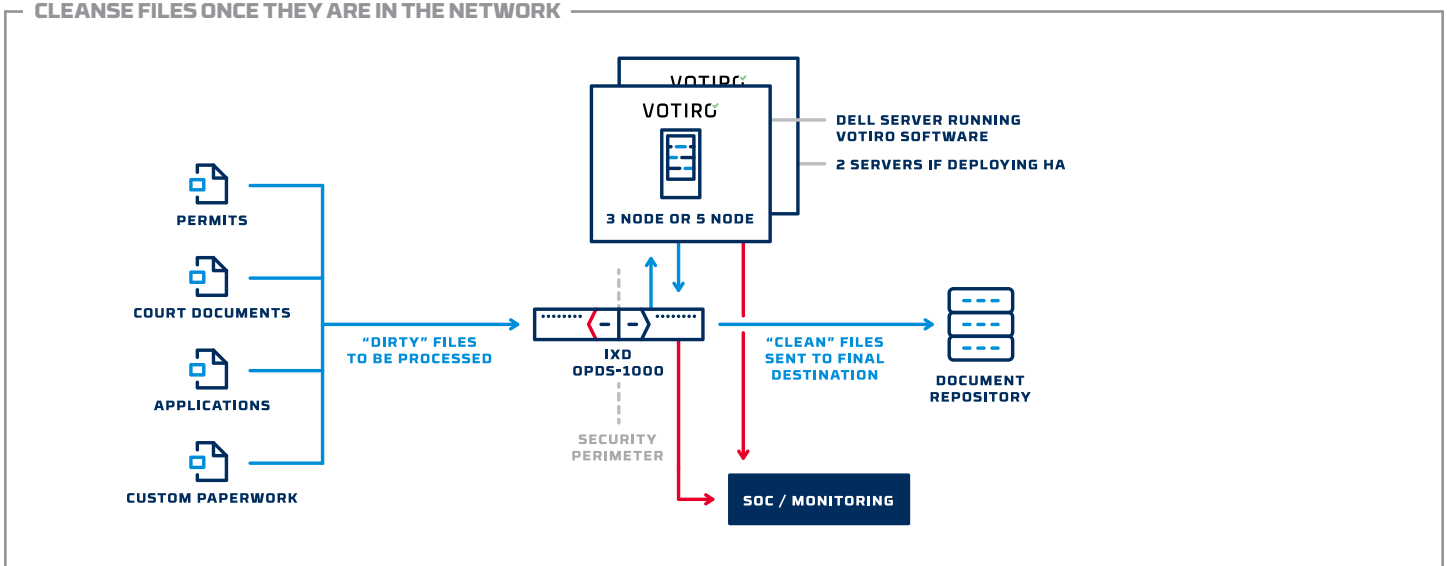 CLEANSE FILES ONCE THEY ARE IN THE NETWORK
VOTIRO
VOTIRO
DELL SERVER RUNNING
VOTIRO SOFTWARE
2 SERVERS IF DEPLOYING HA
3 NODE OR 5 NODE
PERMITS
COURT DOCUMENTS
APPLICATIONS
CUSTOM PAPERWORK
"DIRTY" FILES
TO BE PROCESSED
IXD
OPDS-1000
SECURITY
PERIMETER
"CLEAN" FILES
SENT TO FINAL
DESTINATION
DOCUMENT
REPOSITORY
SOC / MONITORING